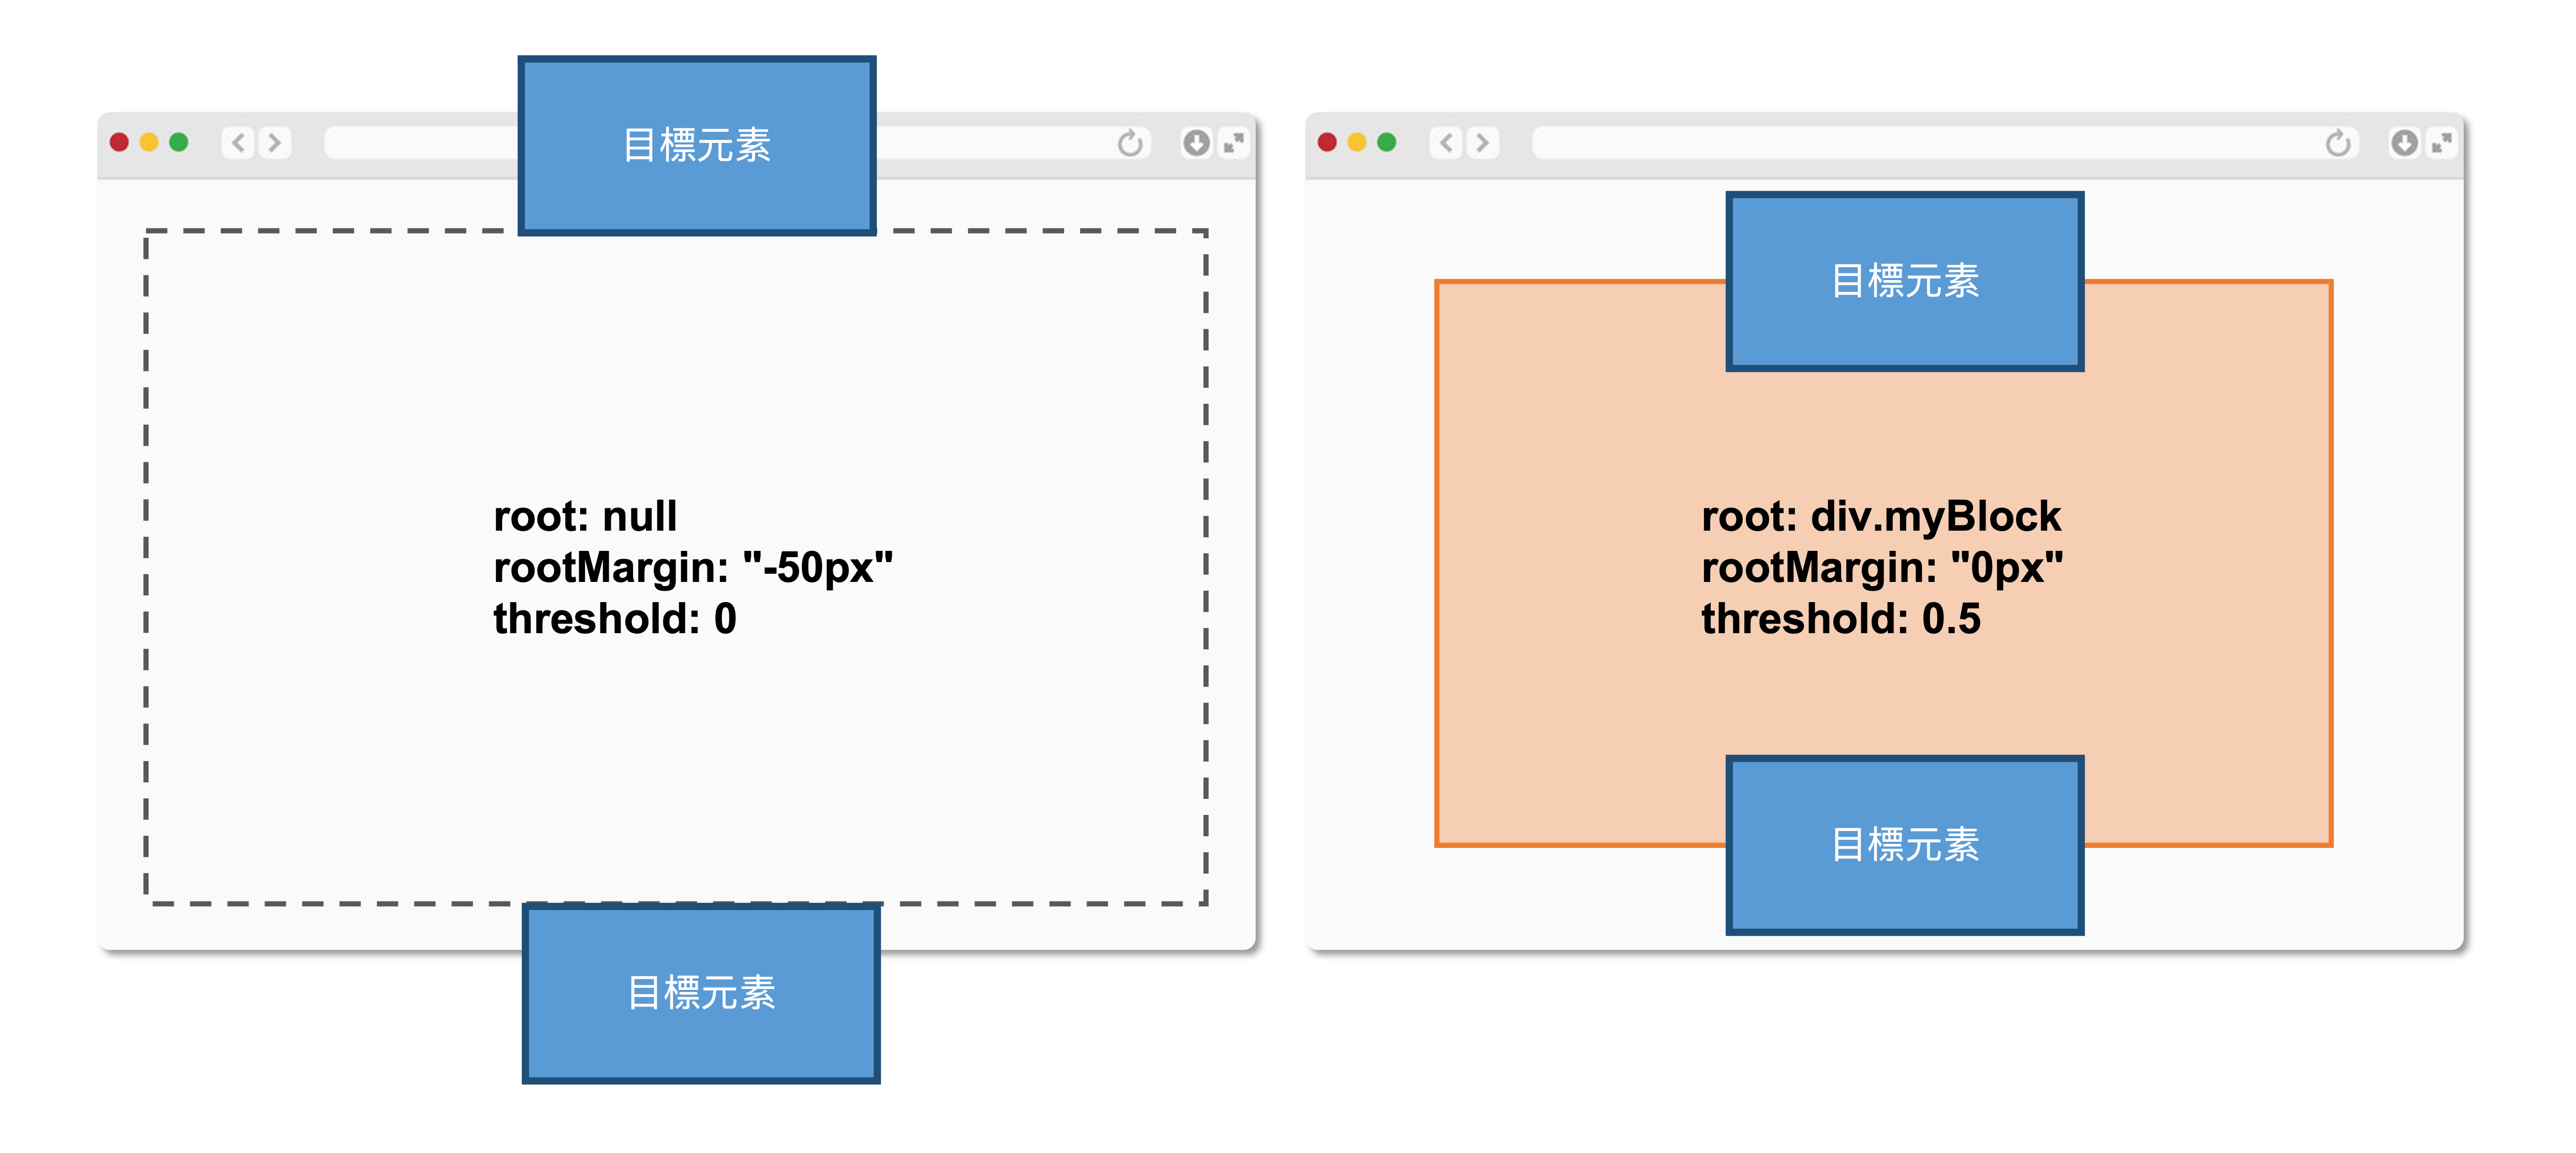 目標元素
root: null
rootMargin: "-50px"
threshold: 0
目標元素
目標元素
root: div.myBlock
rootMargin: "0px"
threshold: 0.5
目標元素